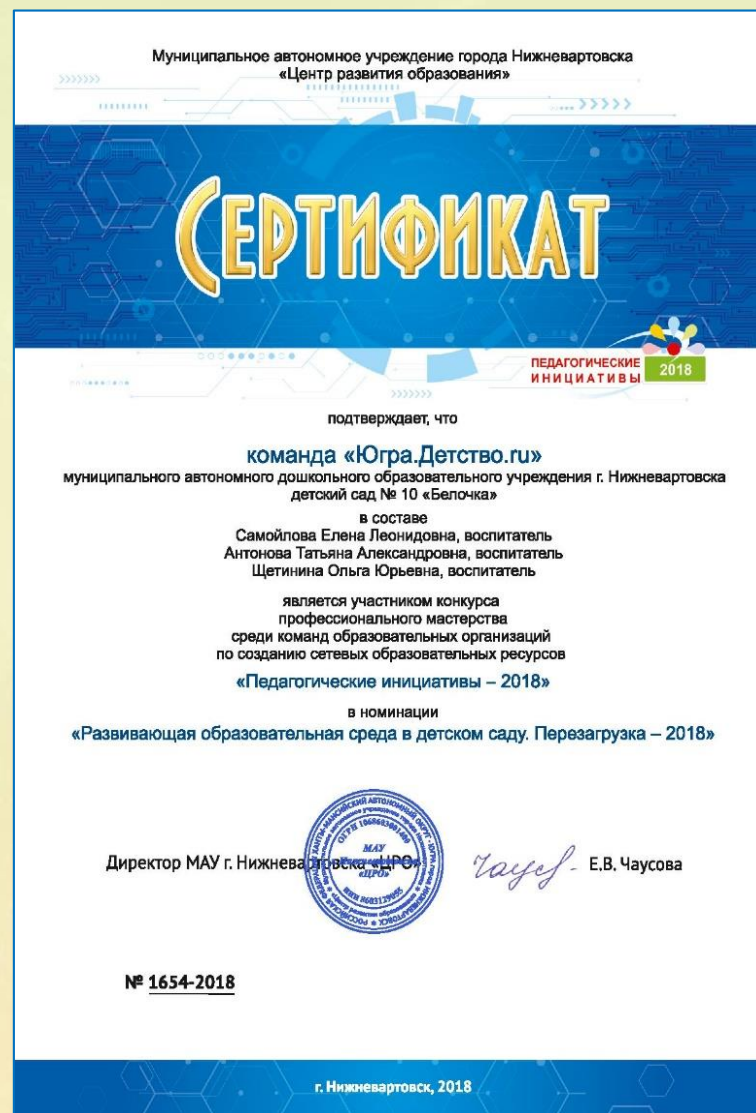 Муниципальное автономное учреждение города Нижневартовска
«Центр развития образования»
СЕРТИФИКАТ
ПЕДАГОГИЧЕСКИЕ
ИНИЦИАТИВЫ
2018
подтверждает, что
команда «Югра.Детство.ru»
муниципального автономного дошкольного образовательного учреждения г. Нижневартовска
детский сад № 10 «Белочка»
в составе
Самойлова Елена Леонидовна, воспитатель
Антонова Татьяна Александровна, воспитатель
Щетинина Ольга Юрьевна, воспитатель
является участником конкурса
профессионального мастерства
среди команд образовательных организаций
по созданию сетевых образовательных ресурсов
«Педагогические инициативы – 2018»
в номинации
«Развивающая образовательная среда в детском саду. Перезагрузка – 2018»
Директор МАУ г. Нижневартовска «ЦРО»
МАУ
«ЦРО»
Е.В. Чаусова
№ 1654-2018
г. Нижневартовск, 2018